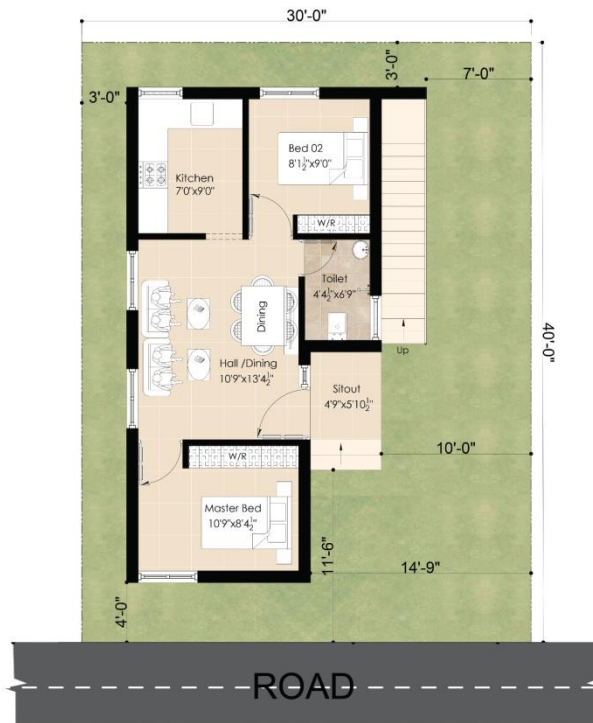 30'-0"
3'-0"
7'-0"
3'-0"
Bed 02
8'1½"x9'0"
Kitchen
7'0"x9'0"
W/R
Toilet
4'4½"x6'9"
Dining
40'-0"
Up
Hall /Dining
10'9"x13'4½"
Sitout
4'9"x5'10½"
10'-0"
W/R
Master Bed
10'9"x8'4½"
11'-6"
14'-9"
4'-0"
ROAD